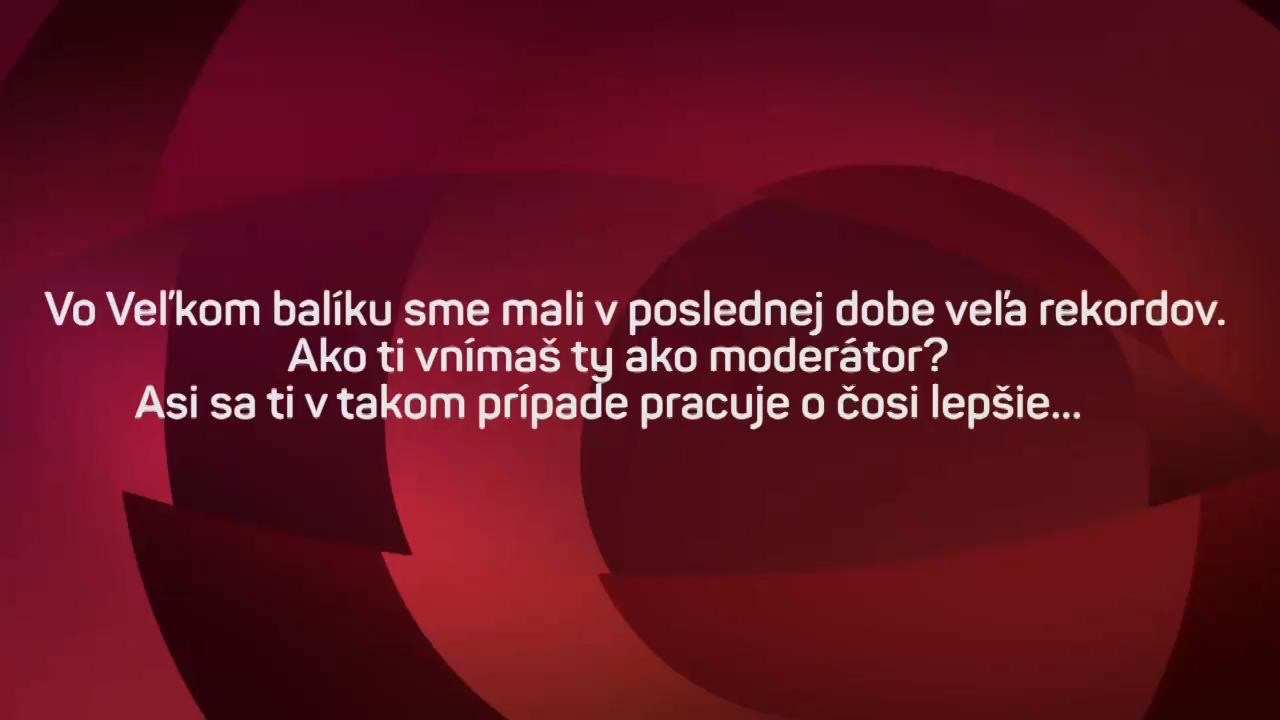 Vo Veľkom balíku sme mali v poslednej dobe veľa rekordov.
Ako ti vnímaš ty ako moderátor?
Asi sa ti v takom prípade pracuje o čosi lepšie...